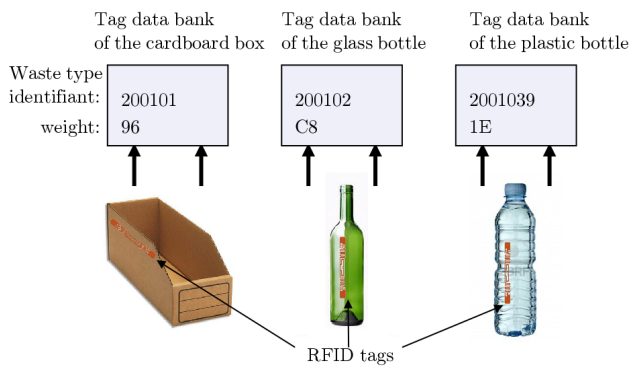 Tag data bank
of the cardboard box
Tag data bank
of the glass bottle
Tag data bank
of the plastic bottle
Waste type
identifiant:
200101
200102
2001039
weight:
96
C8
1E
RFID tags